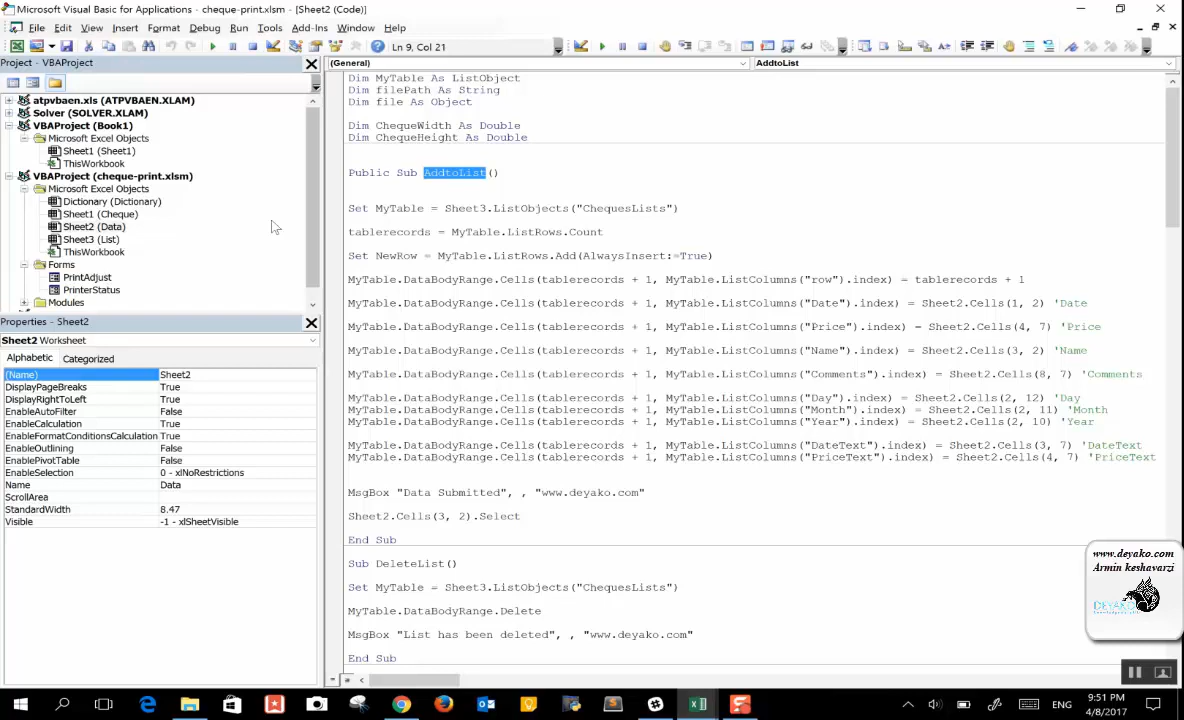 Microsoft Visual Basic for Applications - cheque-print.xlsm - [Sheet2 (Code)]
File Edit View Insert Format Debug Run Tools Add-Ins Window Help
Ln 9, Col 21
Project - VBAProject
(General) AddtoList
atpvbaen.xls (ATPVBAEN.XLAM)
Solver (SOLVER.XLAM)
VBAProject (Book1)
Microsoft Excel Objects
Sheet1 (Sheet1)
ThisWorkbook
VBAProject (cheque-print.xlsm)
Microsoft Excel Objects
Dictionary (Dictionary)
Sheet1 (Cheque)
Sheet2 (Data)
Sheet3 (List)
ThisWorkbook
Forms
PrintAdjust
PrinterStatus
Modules
Properties - Sheet2
Sheet2 Worksheet
Alphabetic Categorized
(Name) Sheet2
DisplayPageBreaks True
DisplayRightToLeft True
EnableAutoFilter False
EnableCalculation True
EnableFormatConditionsCalculation True
EnableOutlining False
EnablePivotTable False
EnableSelection 0 - xlNoRestrictions
Name Data
ScrollArea
StandardWidth 8.47
Visible -1 - xlSheetVisible
Dim MyTable As ListObject
Dim filePath As String
Dim file As Object
Dim ChequeWidth As Double
Dim ChequeHeight As Double
Public Sub AddtoList()
Set MyTable = Sheet3.ListObjects("ChequesLists")
tablerecords = MyTable.ListRows.Count
Set NewRow = MyTable.ListRows.Add(AlwaysInsert:=True)
MyTable.DataBodyRange.Cells(tablerecords + 1, MyTable.ListColumns("row").index) = tablerecords + 1
MyTable.DataBodyRange.Cells(tablerecords + 1, MyTable.ListColumns("Date").index) = Sheet2.Cells(1, 2) 'Date
MyTable.DataBodyRange.Cells(tablerecords + 1, MyTable.ListColumns("Price").index) = Sheet2.Cells(4, 7) 'Price
MyTable.DataBodyRange.Cells(tablerecords + 1, MyTable.ListColumns("Name").index) = Sheet2.Cells(3, 2) 'Name
MyTable.DataBodyRange.Cells(tablerecords + 1, MyTable.ListColumns("Comments").index) = Sheet2.Cells(8, 7) 'Comments
MyTable.DataBodyRange.Cells(tablerecords + 1, MyTable.ListColumns("Day").index) = Sheet2.Cells(2, 12) 'Day
MyTable.DataBodyRange.Cells(tablerecords + 1, MyTable.ListColumns("Month").index) = Sheet2.Cells(2, 11) 'Month
MyTable.DataBodyRange.Cells(tablerecords + 1, MyTable.ListColumns("Year").index) = Sheet2.Cells(2, 10) 'Year
MyTable.DataBodyRange.Cells(tablerecords + 1, MyTable.ListColumns("DateText").index) = Sheet2.Cells(3, 7) 'DateText
MyTable.DataBodyRange.Cells(tablerecords + 1, MyTable.ListColumns("PriceText").index) = Sheet2.Cells(4, 7) 'PriceText
MsgBox "Data Submitted", , "www.deyako.com"
Sheet2.Cells(3, 2).Select
End Sub
Sub DeleteList()
Set MyTable = Sheet3.ListObjects("ChequesLists")
MyTable.DataBodyRange.Delete
MsgBox "List has been deleted", , "www.deyako.com"
End Sub
www.deyako.com
Armin keshavarzi
DEYAKO
ENG
9:51 PM
4/8/2017